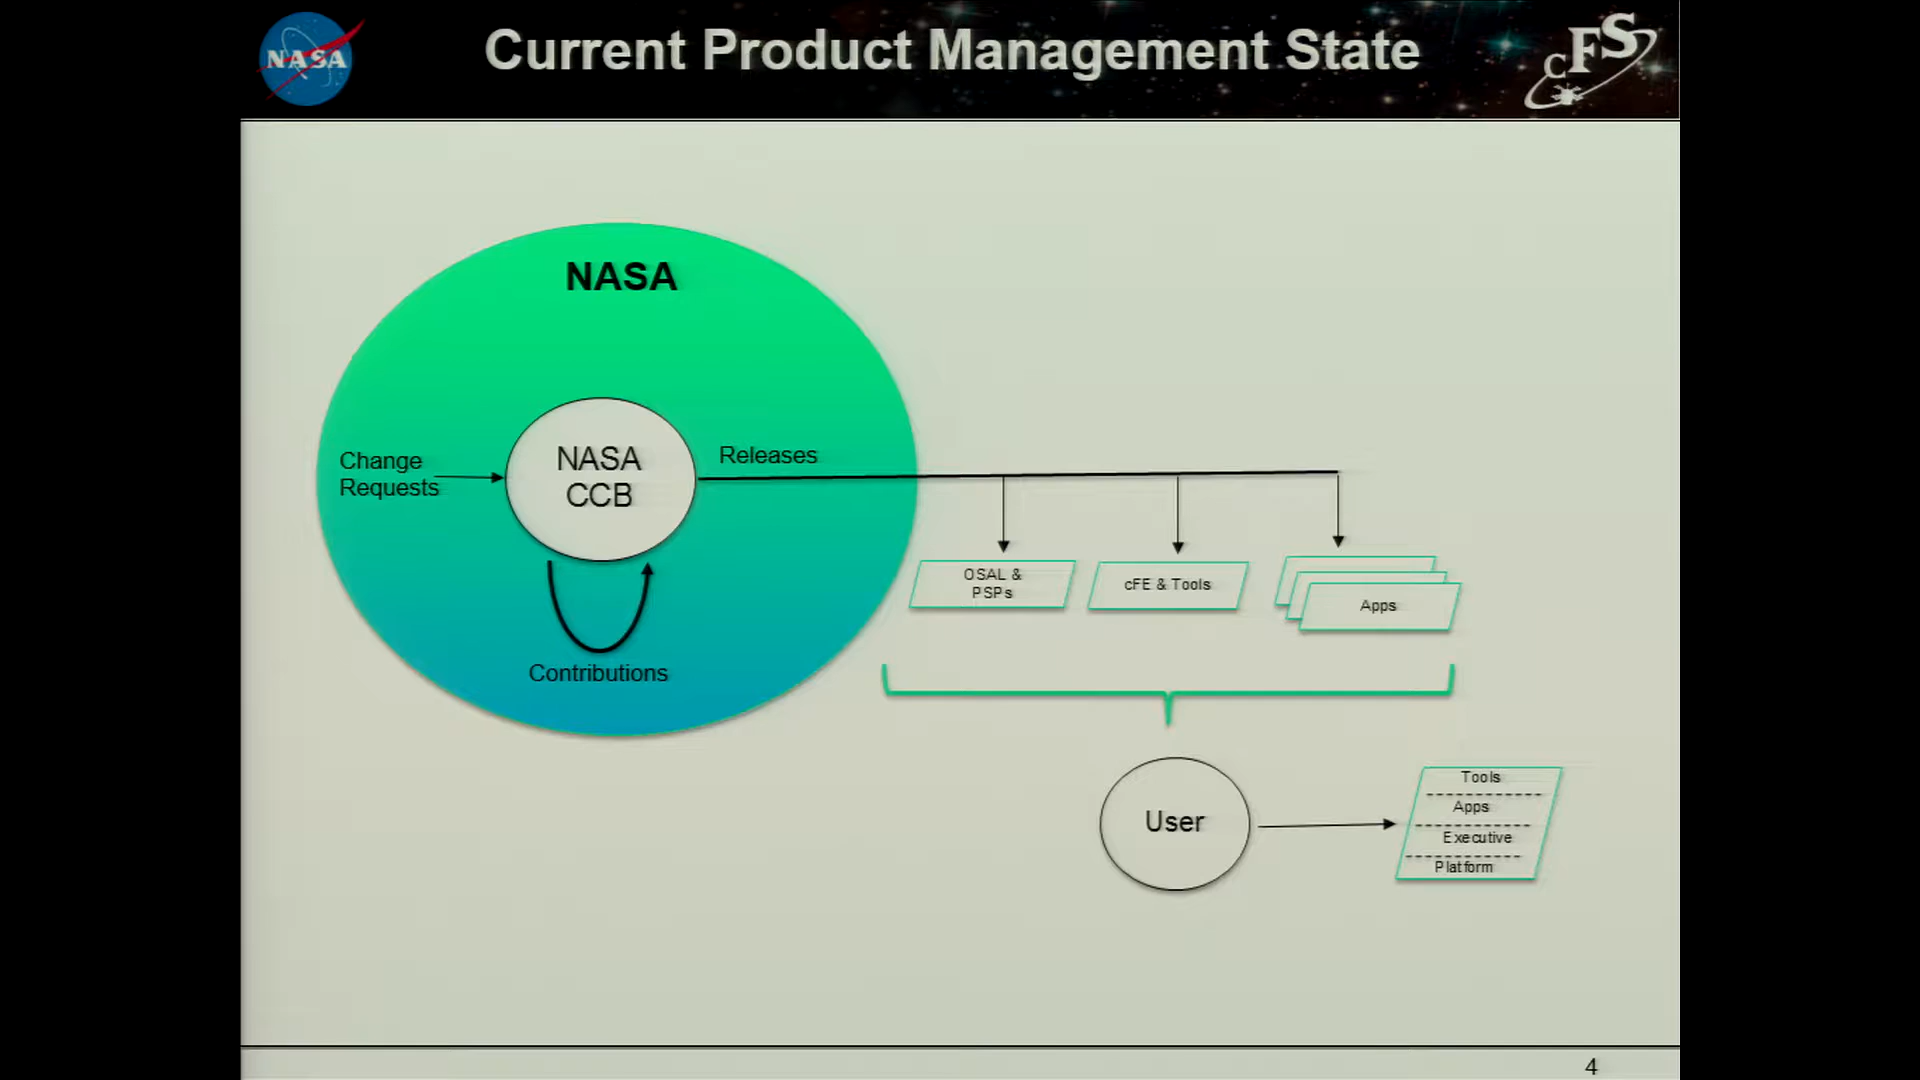 NASA
Current Product Management State
cFS
NASA
Change
Requests
NASA
CCB
Releases
Contributions
OSAL &
PSPs
cFE & Tools
Apps
User
Tools
Apps
Executive
Platform
4